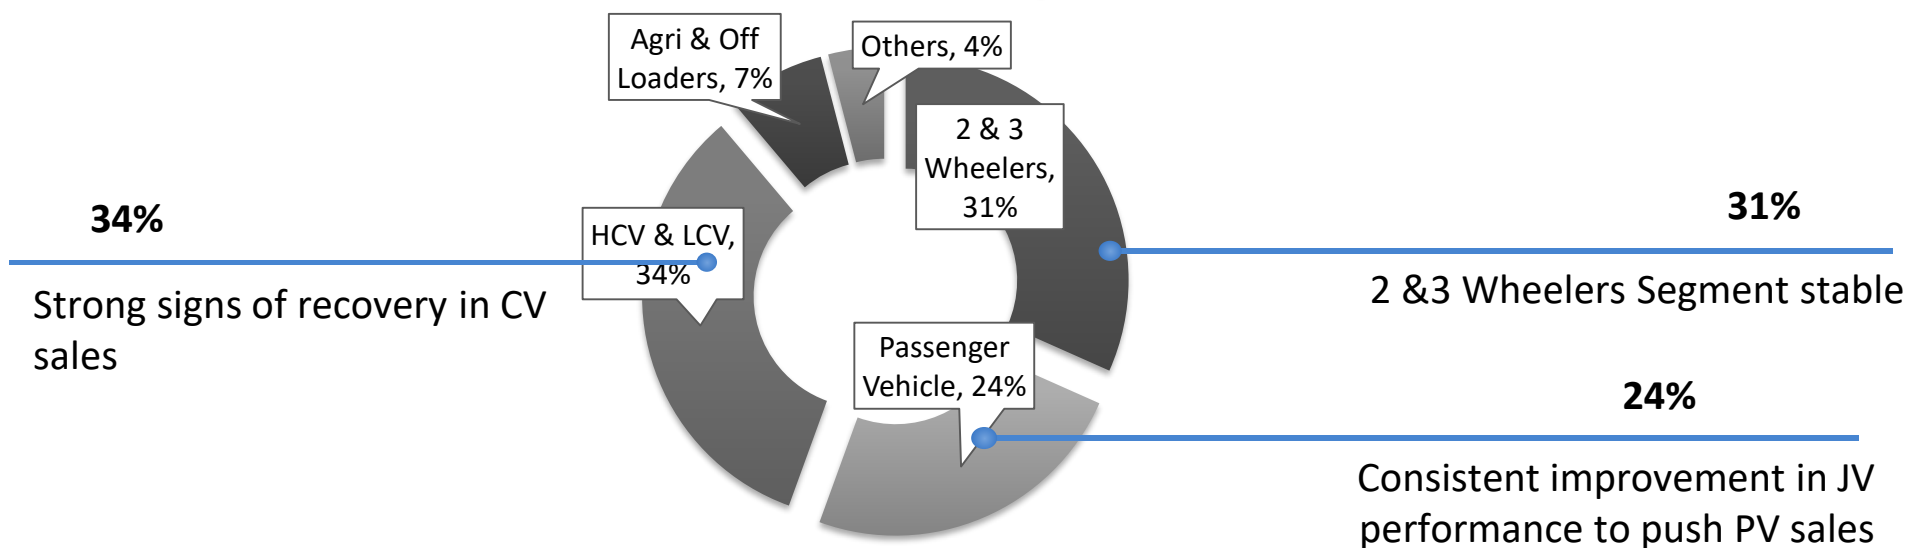 Agri & Off
Loaders, 7%
Others, 4%
2 & 3
Wheelers,
31%
34%
HCV & LCV,
34%
Strong signs of recovery in CV
sales
31%
2 &3 Wheelers Segment stable
Passenger
Vehicle, 24%
24%
Consistent improvement in JV
performance to push PV sales